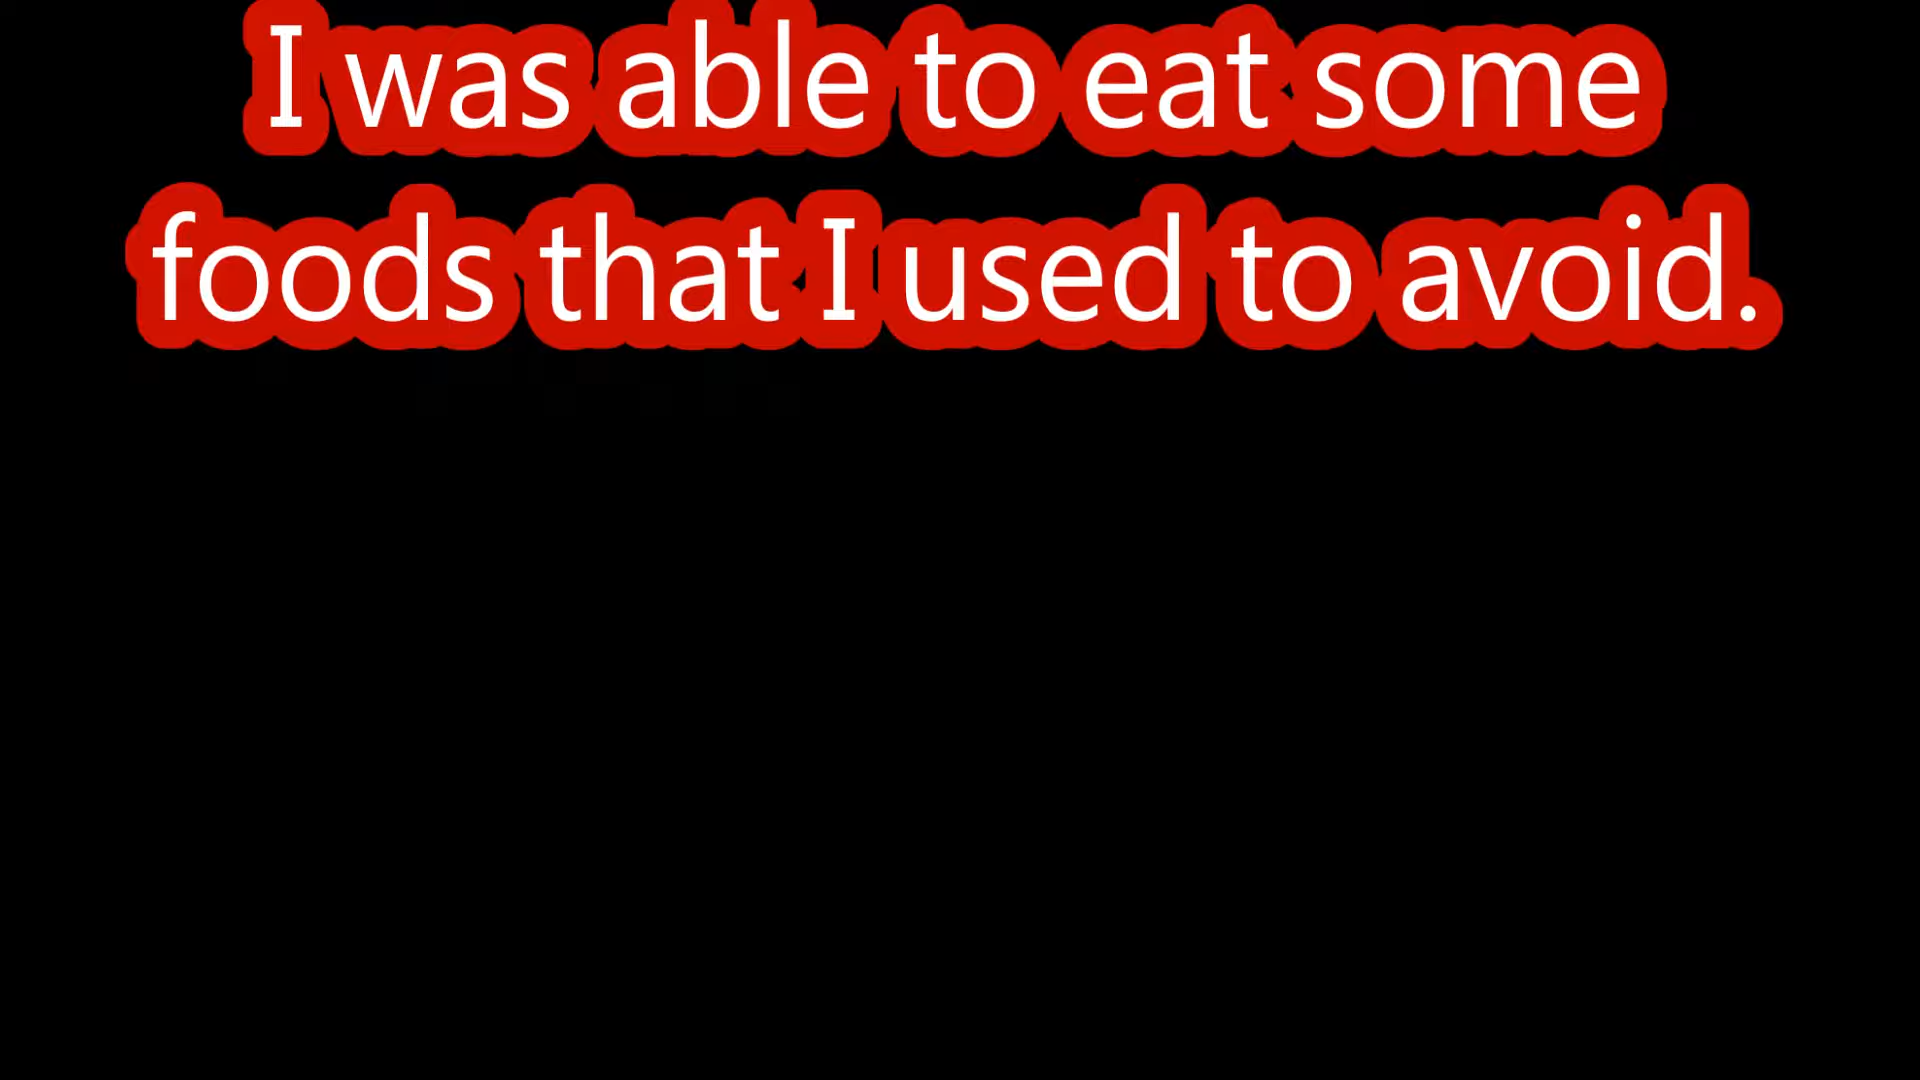 I was able to eat some
foods that I used to avoid.